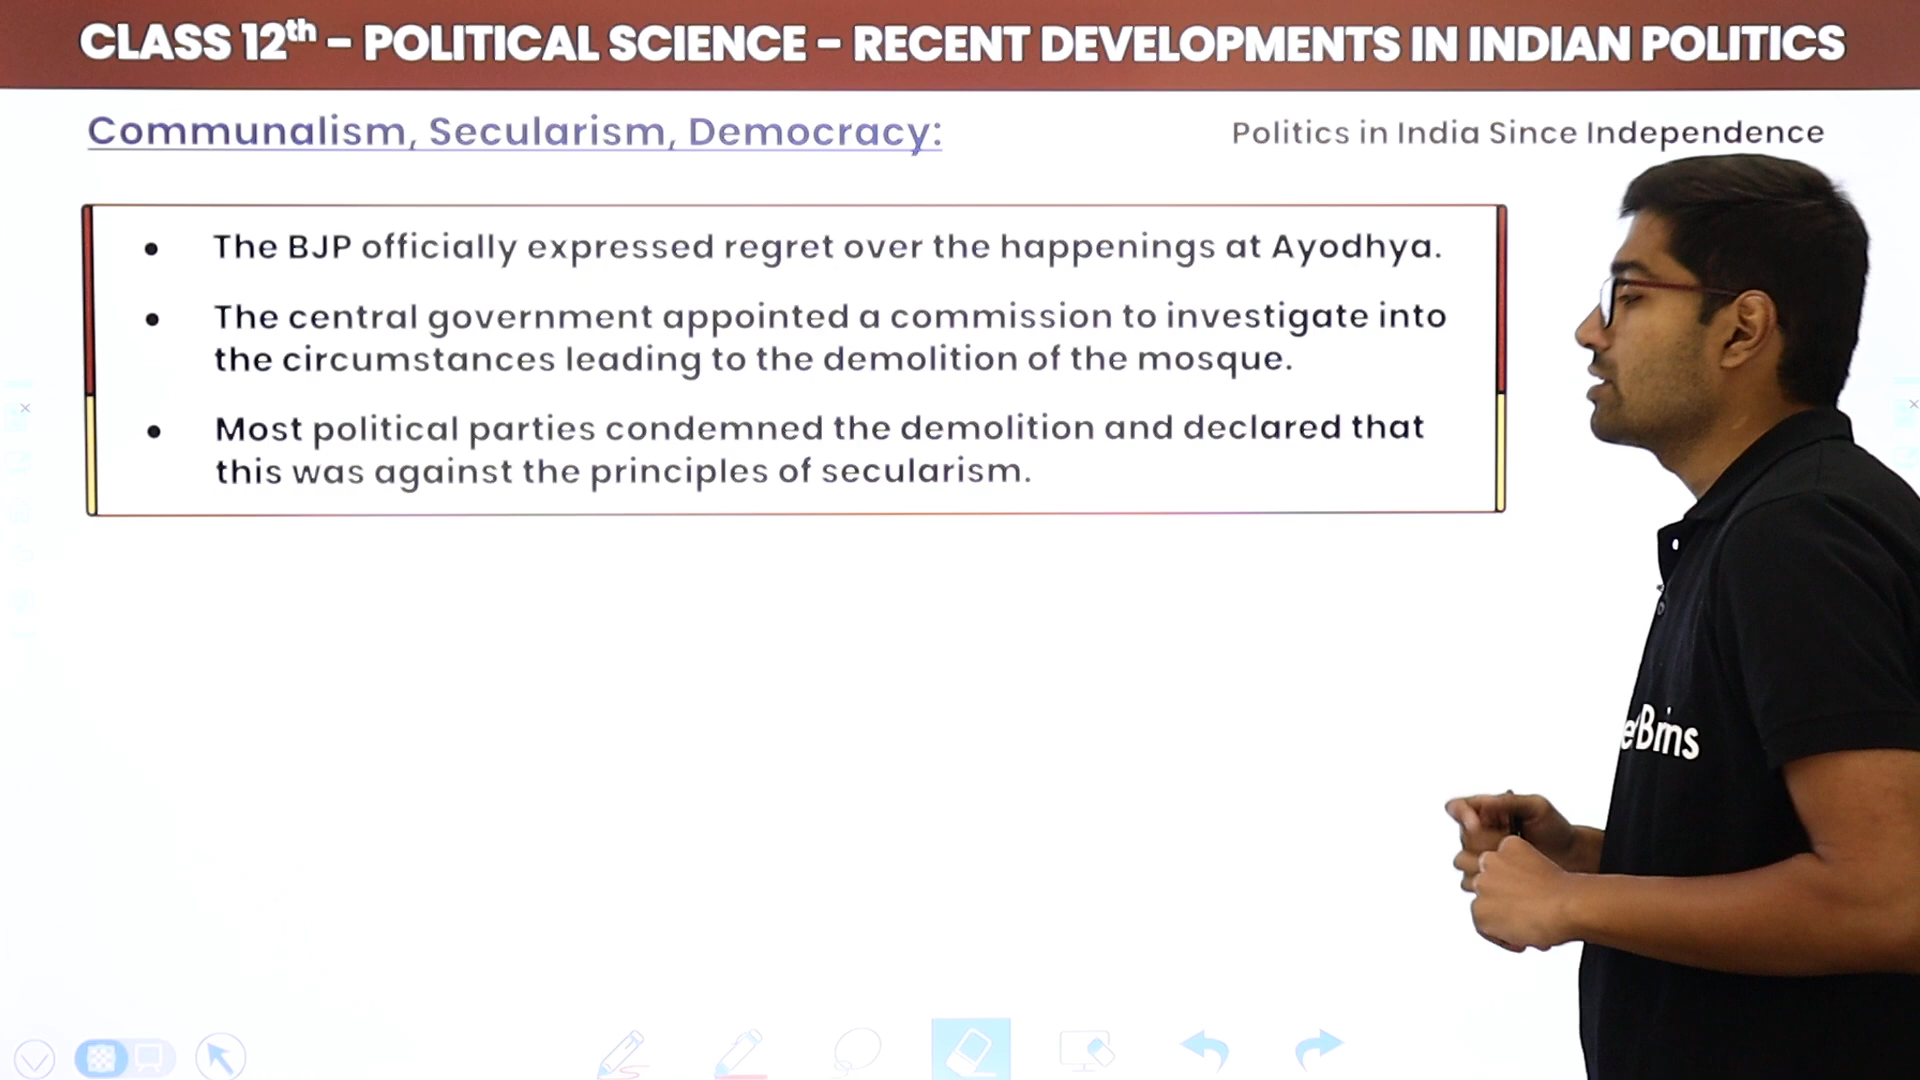 CLASS 12th - POLITICAL SCIENCE - RECENT DEVELOPMENTS IN INDIAN POLITICS
Communalism, Secularism, Democracy:
Politics in India Since Independence
• The BJP officially expressed regret over the happenings at Ayodhya.
• The central government appointed a commission to investigate into
the circumstances leading to the demolition of the mosque.
• Most political parties condemned the demolition and declared that
this was against the principles of secularism.